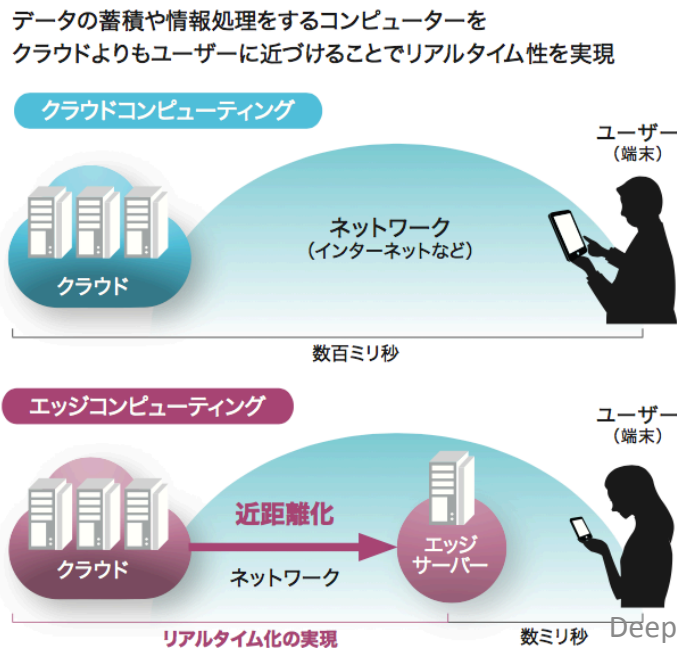 データの蓄積や情報処理をするコンピューターを
クラウドよりもユーザーに近づけることでリアルタイム性を実現
クラウドコンピューティング
ユーザー
（端末）
ネットワーク
（インターネットなど）
クラウド
数百ミリ秒
エッジコンピューティング
ユーザー
（端末）
近距離化
エッジ
サーバー
クラウド
ネットワーク
リアルタイム化の実現
数ミリ秒
Deep